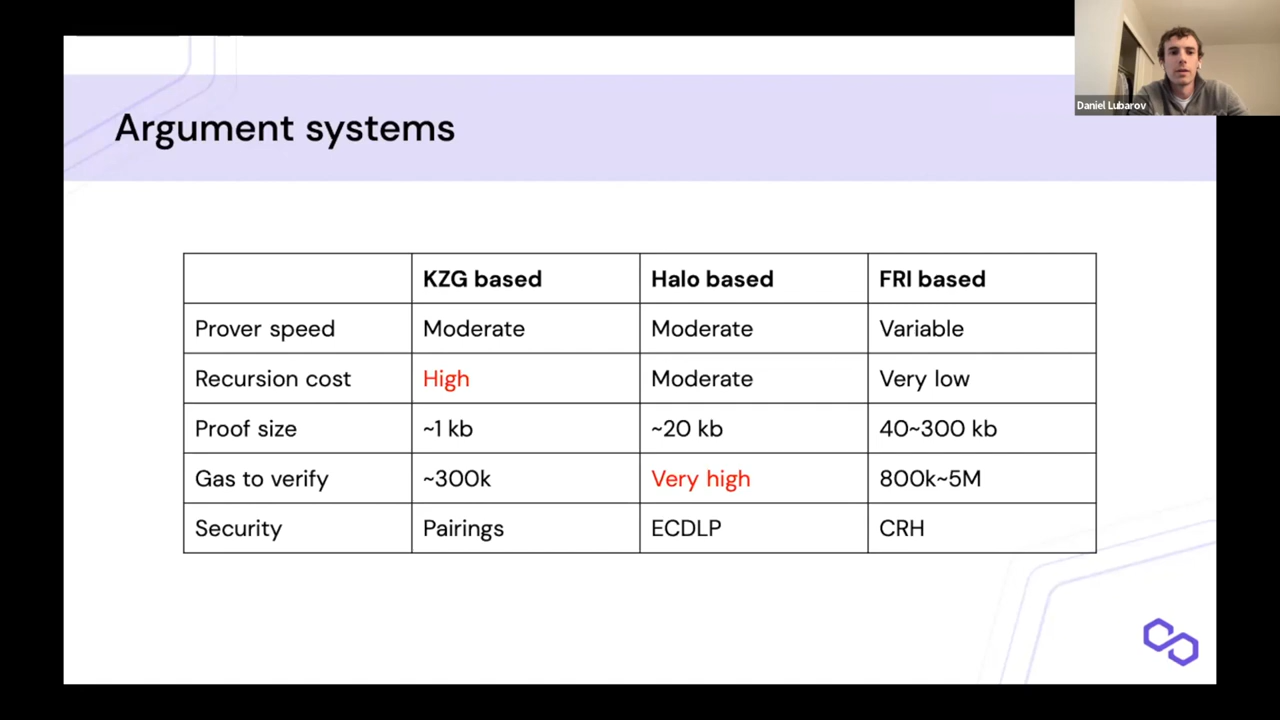 Daniel Lubarov
Argument systems
KZG based Halo based FRI based
Prover speed Moderate Moderate Variable
Recursion cost High Moderate Very low
Proof size ~1 kb ~20 kb 40~300 kb
Gas to verify ~300k Very high 800k~5M
Security Pairings ECDLP CRH